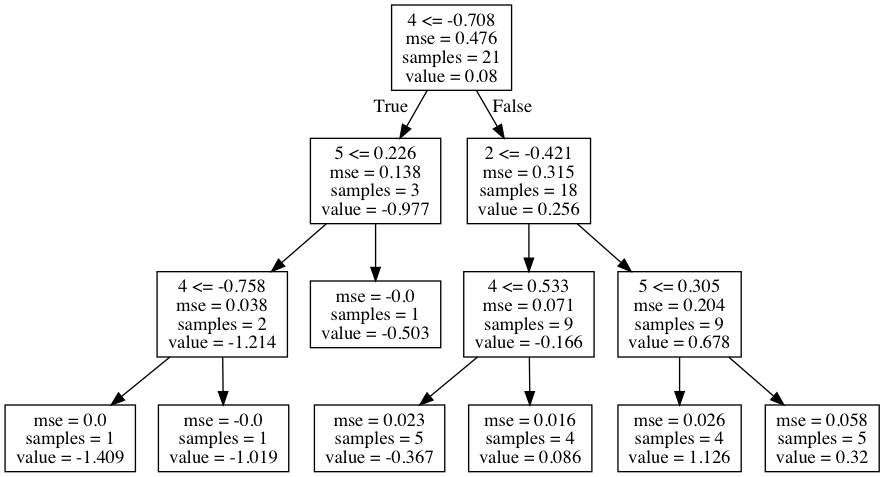 4 <= -0.708
mse = 0.476
samples = 21
value = 0.08
True
False
5 <= 0.226
mse = 0.138
samples = 3
value = -0.977
2 <= -0.421
mse = 0.315
samples = 18
value = 0.256
4 <= -0.758
mse = 0.038
samples = 2
value = -1.214
mse = -0.0
samples = 1
value = -0.503
4 <= 0.533
mse = 0.071
samples = 9
value = -0.166
5 <= 0.305
mse = 0.204
samples = 9
value = 0.678
mse = 0.0
samples = 1
value = -1.409
mse = -0.0
samples = 1
value = -1.019
mse = 0.023
samples = 5
value = -0.367
mse = 0.016
samples = 4
value = 0.086
mse = 0.026
samples = 4
value = 1.126
mse = 0.058
samples = 5
value = 0.32